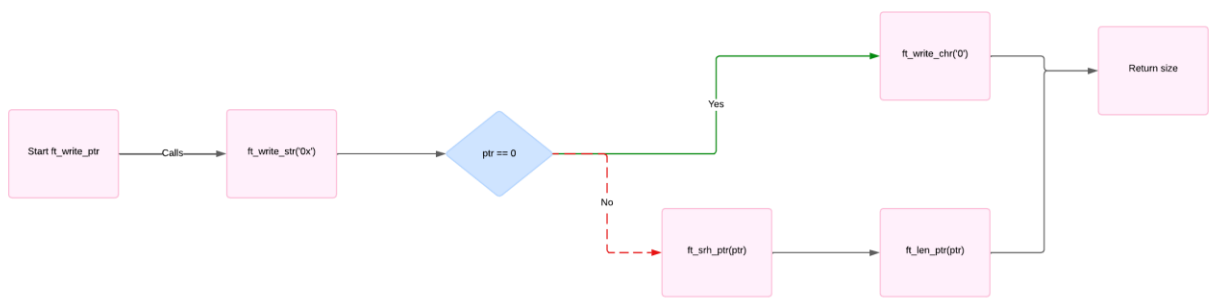 Start ft_write_ptr
Calls
ft_write_str('0x')
ptr == 0
Yes
ft_write_chr('0')
No
ft_srh_ptr(ptr)
ft_len_ptr(ptr)
Return size